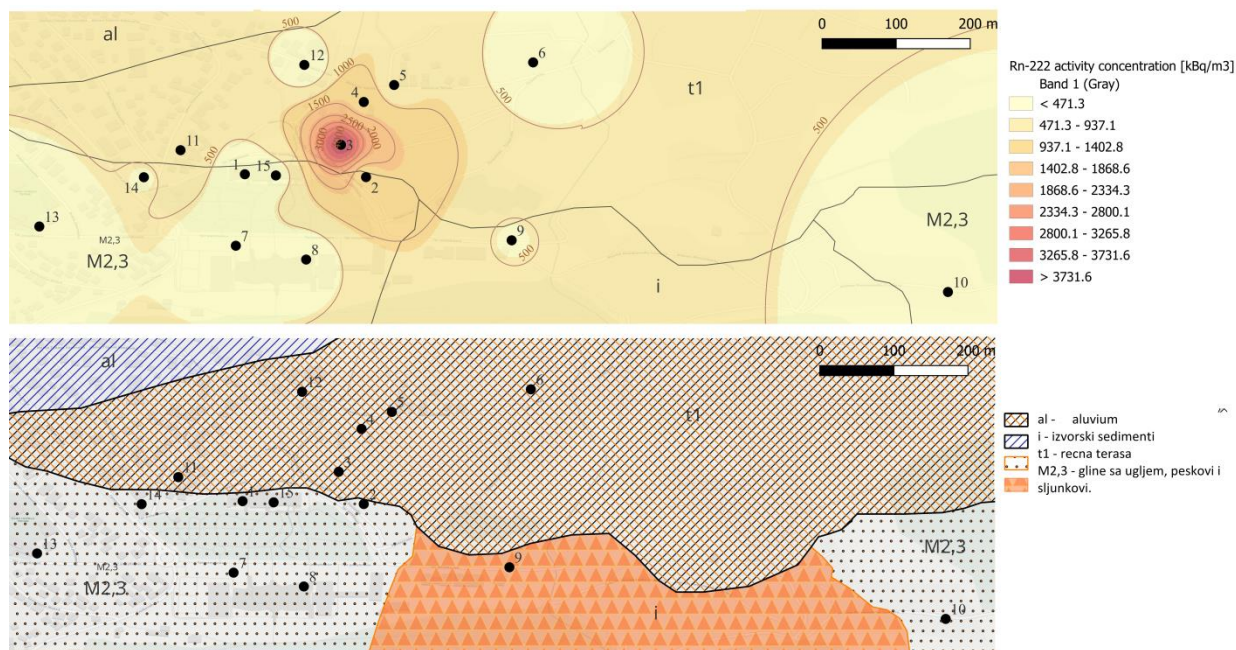 al
500
12
6
0 100 200 m
5
1000
4
t1
1500
2500
2000
500
500
3000
3
11
500
1
15
14
2
13
9
M2,3
M2,3
7
M2,3
8
500
i
10
Rn-222 activity concentration [kBq/m3]
Band 1 (Gray)
< 471.3
471.3 - 937.1
937.1 - 1402.8
1402.8 - 1868.6
1868.6 - 2334.3
2334.3 - 2800.1
2800.1 - 3265.8
3265.8 - 3731.6
> 3731.6
al
0 100 200 m
12
6
5
4
t1
3
11
14
1
15
2
13
9
M2,3
M2,3
7
M2,3
8
i
10
al - aluvium
i - izvorski sedimenti
t1 - recna terasa
M2,3 - gline sa ugljem, peskovi i
sljunkovi.